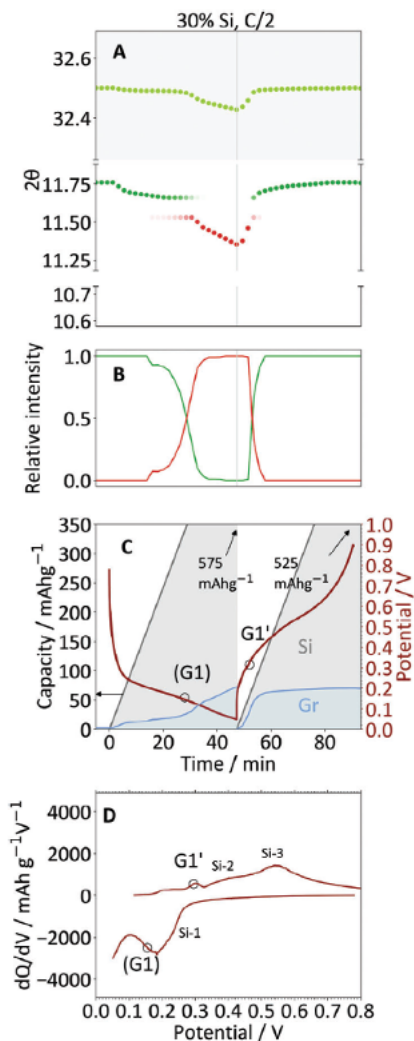 30% Si, C/2
A
32.6
32.4
2θ
11.75
11.50
11.25
10.7
10.6
B
Relative intensity
1.0
0.5
0.0
C
Capacity / mAhg⁻¹
350
300
250
200
150
100
50
0
575
mAhg⁻¹
525
mAhg⁻¹
G1'
(G1)
Si
Gr
1.0
0.9
0.8
0.7
0.6
0.5
0.4
0.3
0.2
0.1
0.0
Potential / V
0 20 40 60 80
Time / min
D
dQ/dV / mAh g⁻¹V⁻¹
4000
2000
0
−2000
−4000
G1'
Si-2
Si-3
Si-1
(G1)
0.0 0.1 0.2 0.3 0.4 0.5 0.6 0.7 0.8
Potential / V